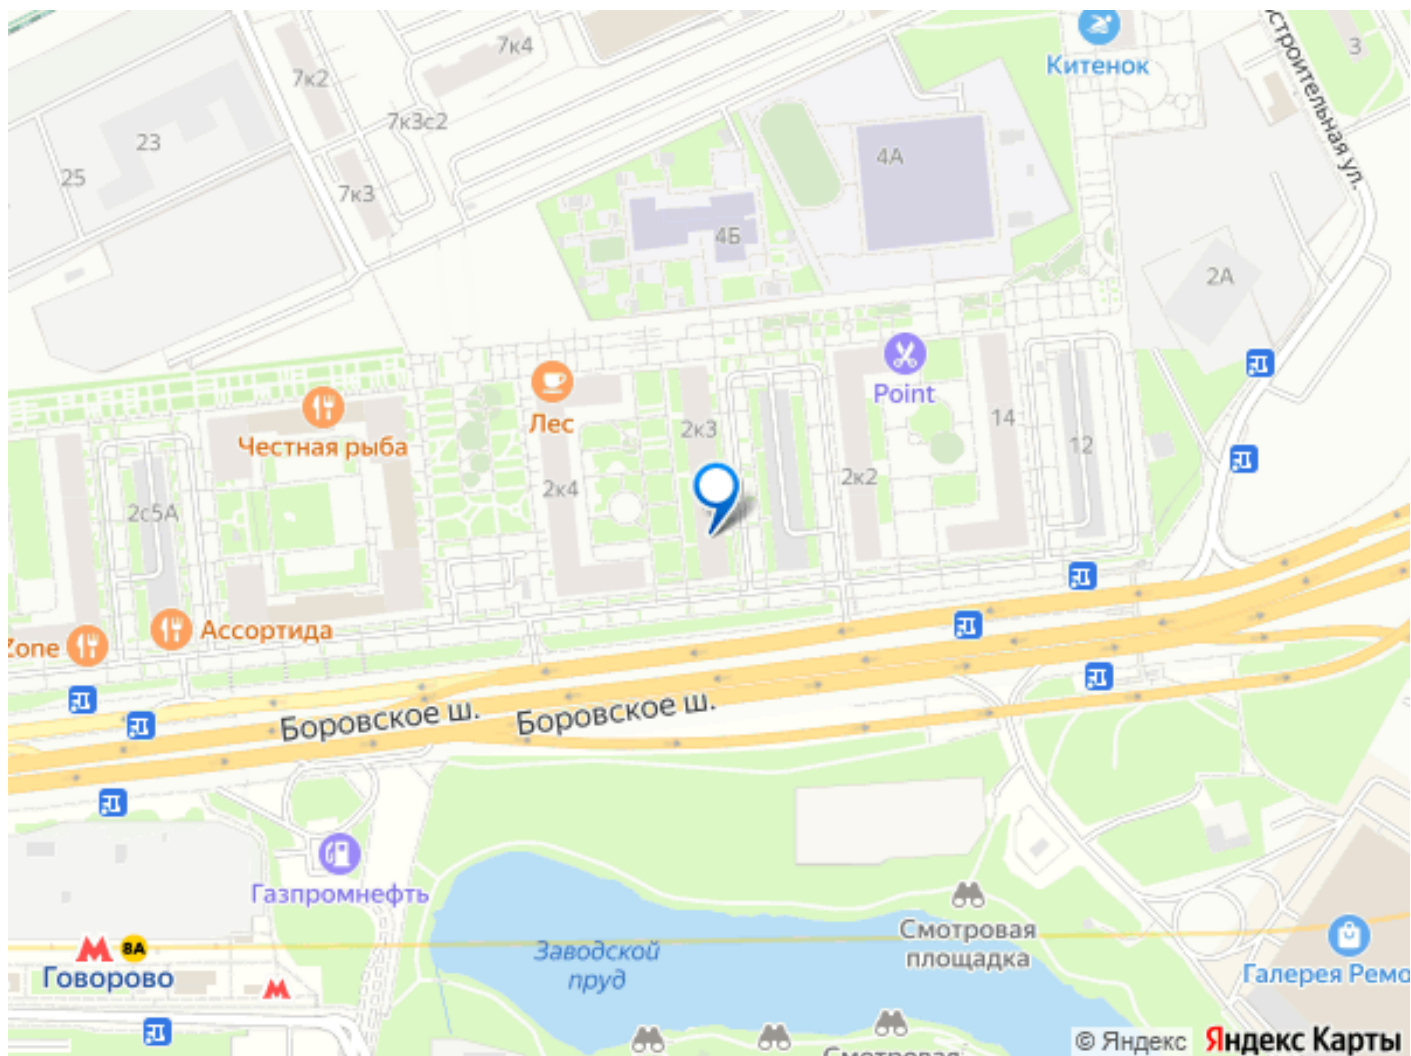 7к4
7к2
Китенок
3
строительная ул.
7к3с2
23
4А
25
7к3
4Б
2А
Point
Лес
14
2к3
Честная рыба
12
2к2
2к4
2с5А
Ассортида
Zone
Боровское ш.
Боровское ш.
Газпромнефть
Смотровая
площадка
8А
Говорово
Заводской
пруд
Галерея Ремо
Смотровая
© Яндекс
Яндекс Карты